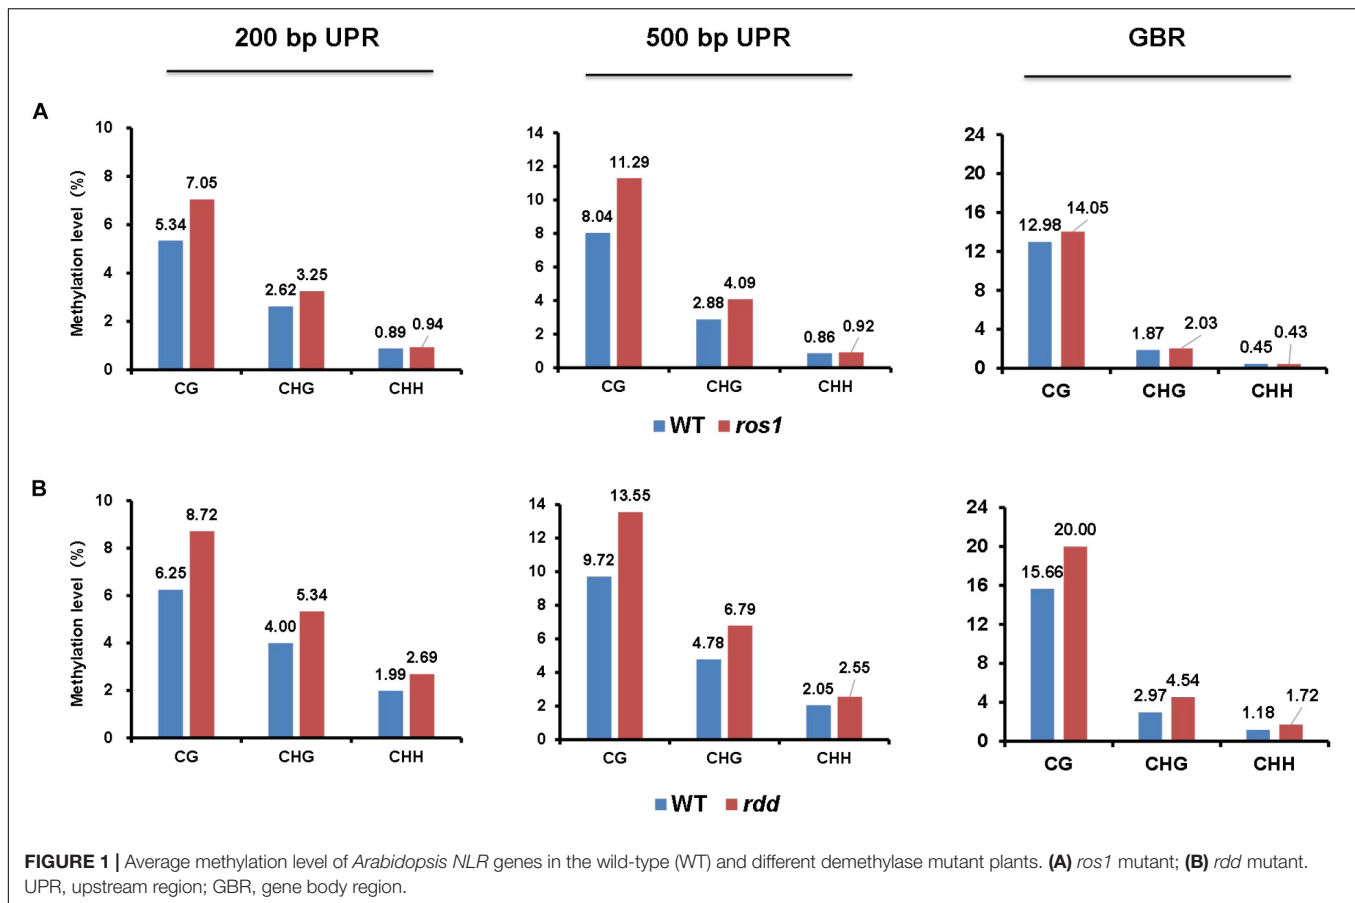 200 bp UPR
500 bp UPR
GBR
A
Methylation level (%)
10
8
6
4
2
0
5.34
7.05
2.62
3.25
0.89
0.94
CG
CHG
CHH
14
12
10
8
6
4
2
0
8.04
11.29
2.88
4.09
0.86
0.92
CG
CHG
CHH
24
20
16
12
8
4
0
12.98
14.05
1.87
2.03
0.45
0.43
CG
CHG
CHH
WT ros1
B
Methylation level (%)
10
8
6
4
2
0
6.25
8.72
4.00
5.34
1.99
2.69
CG
CHG
CHH
14
12
10
8
6
4
2
0
9.72
13.55
4.78
6.79
2.05
2.55
CG
CHG
CHH
24
20
16
12
8
4
0
15.66
20.00
2.97
4.54
1.18
1.72
CG
CHG
CHH
WT rdd
FIGURE 1 | Average methylation level of Arabidopsis NLR genes in the wild-type (WT) and different demethylase mutant plants. (A) ros1 mutant; (B) rdd mutant.
UPR, upstream region; GBR, gene body region.